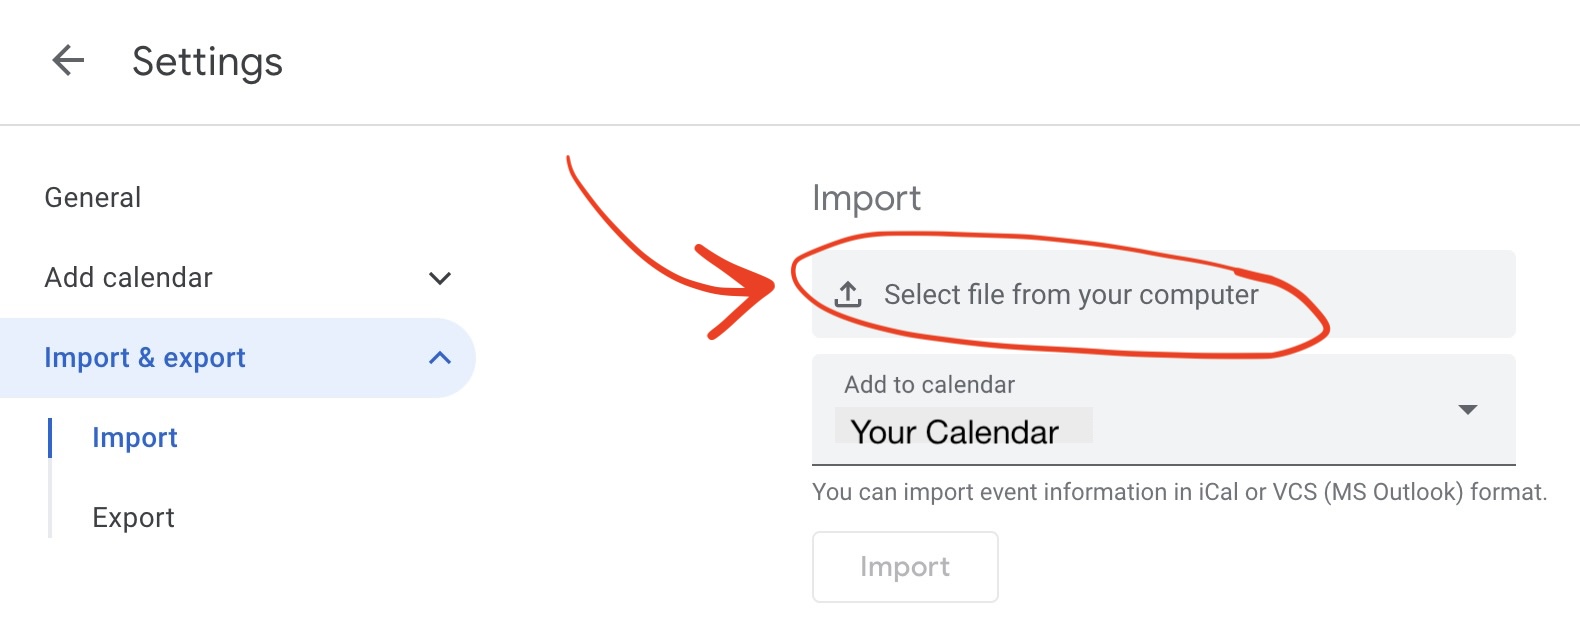 Settings
General
Add calendar
Import & export
Import
Export
Import
Select file from your computer
Add to calendar
Your Calendar
You can import event information in iCal or VCS (MS Outlook) format.
Import